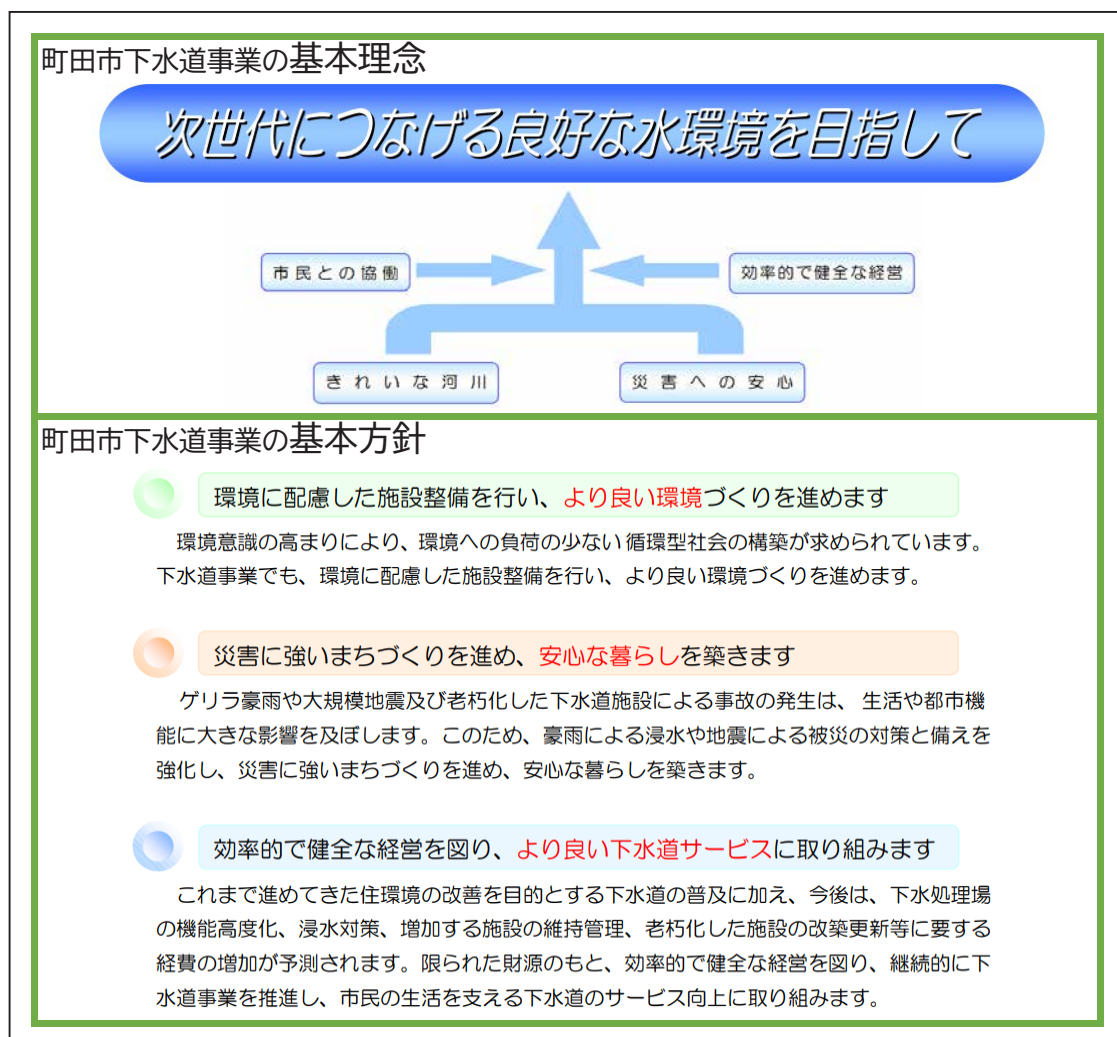 町田市下水道事業の基本理念
次世代につなげる良好な水環境を目指して
市民との協働
効率的で健全な経営
きれいな河川
災害への安心
町田市下水道事業の基本方針
環境に配慮した施設整備を行い、より良い環境づくりを進めます
環境意識の高まりにより、環境への負荷の少ない循環型社会の構築が求められています。
下水道事業でも、環境に配慮した施設整備を行い、より良い環境づくりを進めます。
災害に強いまちづくりを進め、安心な暮らしを築きます
ゲリラ豪雨や大規模地震及び老朽化した下水道施設による事故の発生は、生活や都市機
能に大きな影響を及ぼします。このため、豪雨による浸水や地震による被災の対策と備えを
強化し、災害に強いまちづくりを進め、安心な暮らしを築きます。
効率的で健全な経営を図り、より良い下水道サービスに取り組みます
これまで進めてきた住環境の改善を目的とする下水道の普及に加え、今後は、下水処理場
の機能高度化、浸水対策、増加する施設の維持管理、老朽化した施設の改築更新等に要する
経費の増加が予測されます。限られた財源のもと、効率的で健全な経営を図り、継続的に下
水道事業を推進し、市民の生活を支える下水道のサービス向上に取り組みます。